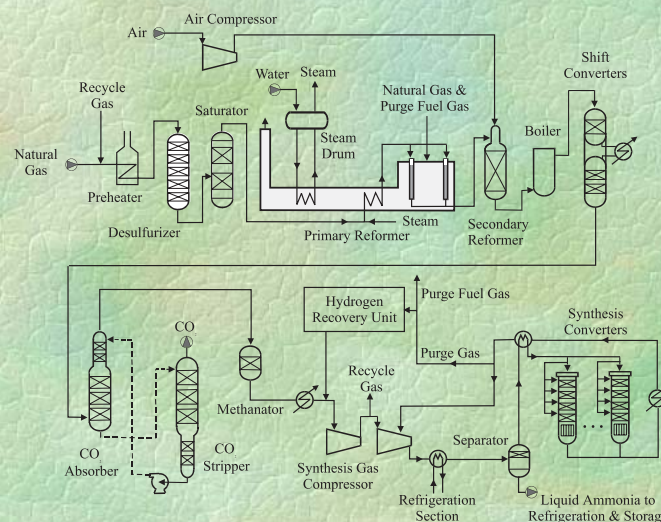 Air Compressor
Air
Water
Steam
Shift
Converters
Recycle
Gas
Saturator
Natural Gas &
Purge Fuel Gas
Steam
Drum
Boiler
Natural
Gas
Preheater
Desulfurizer
Steam
Primary Reformer
Secondary
Reformer
Hydrogen
Recovery Unit
Purge Fuel Gas
Synthesis
Converters
CO
Purge Gas
Recycle
Gas
Methanator
CO
Absorber
CO
Stripper
Synthesis Gas
Compressor
Separator
Refrigeration
Section
Liquid Ammonia to
Refrigeration & Storag